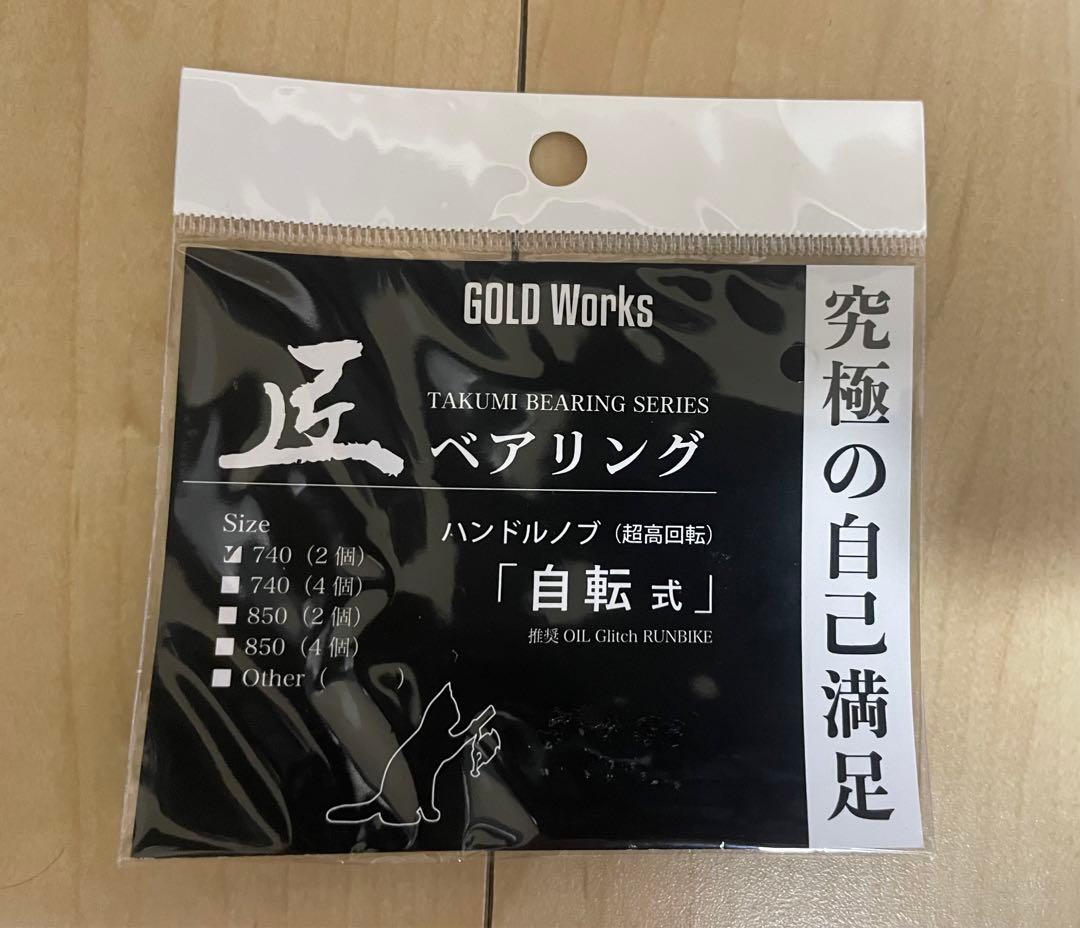 GOLD Works
匠
TAKUMI BEARING SERIES
ベアリング
Size
740（2 個）
740（4 個）
850（2 個）
850（4 個）
Other（　　　）
ハンドルノブ（超高回転）
「自転 式」
推奨 OIL Glitch RUNBIKE
究極の自己満足